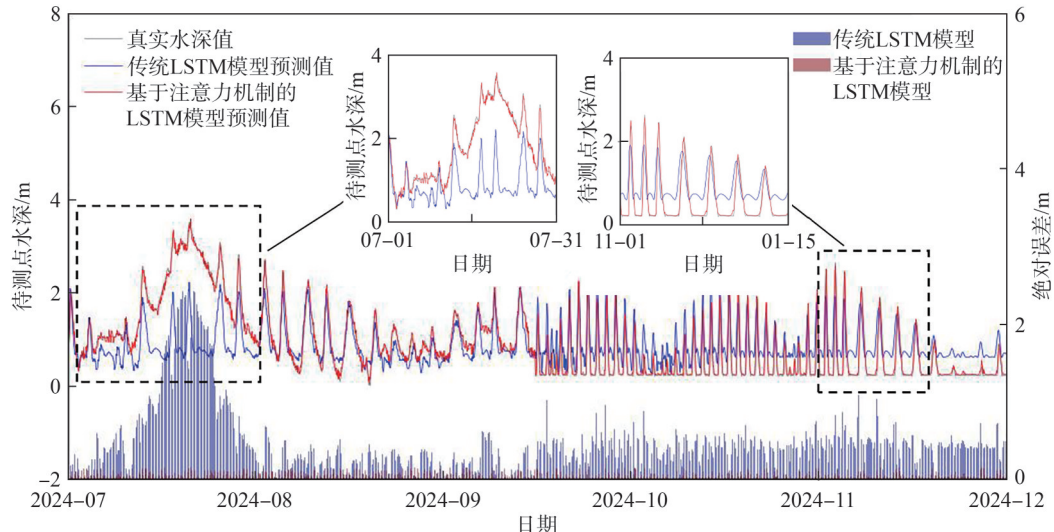 8
6
4
2
0
−2
待测点水深/m
真实水深值
传统LSTM模型预测值
基于注意力机制的
LSTM模型预测值
4
2
0
待测点水深/m
07−01
07−31
日期
4
2
0
待测点水深/m
11−01
01−15
日期
传统LSTM模型
基于注意力机制的
LSTM模型
6
4
2
0
绝对误差/m
2024−07
2024−08
2024−09
2024−10
2024−11
2024−12
日期